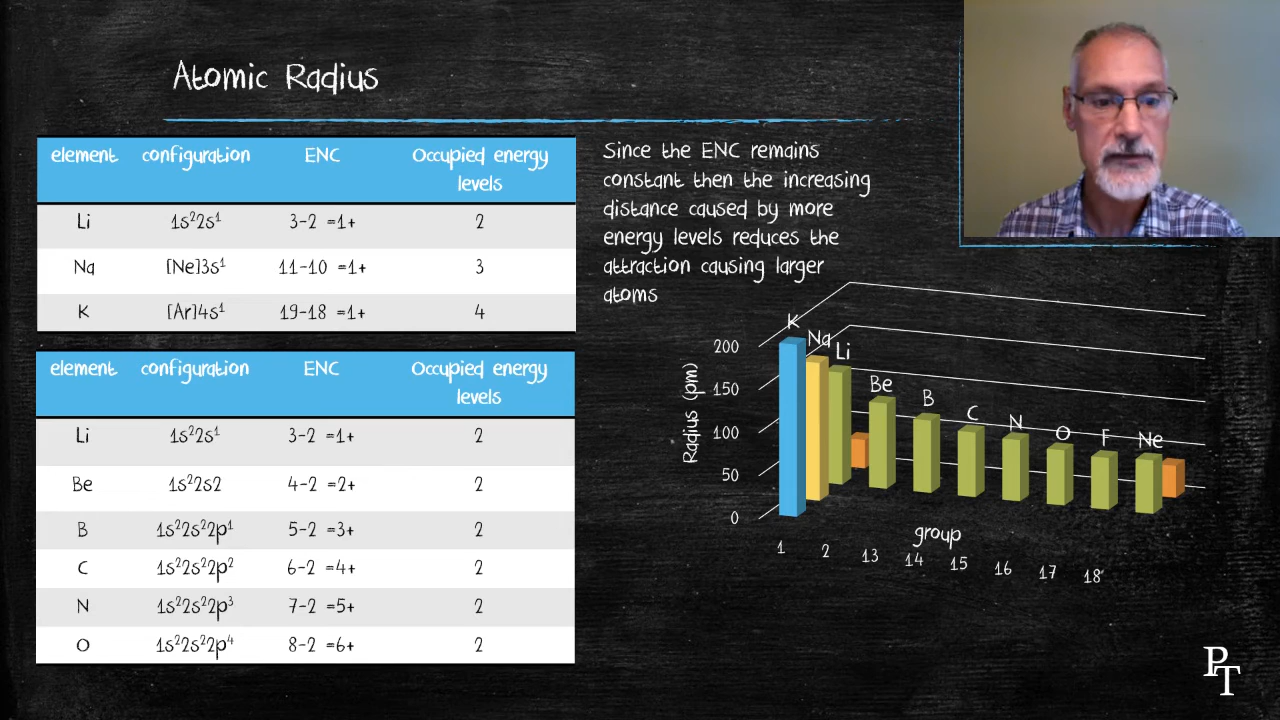 Atomic Radius
element configuration ENC Occupied energy
levels
Li 1s²2s¹ 3-2 =1+ 2
Na [Ne]3s¹ 11-10 =1+ 3
K [Ar]4s¹ 19-18 =1+ 4
element configuration ENC Occupied energy
levels
Li 1s²2s¹ 3-2 =1+ 2
Be 1s²2s2 4-2 =2+ 2
B 1s²2s²2p¹ 5-2 =3+ 2
C 1s²2s²2p² 6-2 =4+ 2
N 1s²2s²2p³ 7-2 =5+ 2
O 1s²2s²2p⁴ 8-2 =6+ 2
Since the ENC remains
constant then the increasing
distance caused by more
energy levels reduces the
attraction causing larger
atoms
K Na Li Be B C N O F Ne
Radius (pm)
200
150
100
50
0
group
1 2 13 14 15 16 17 18
PT